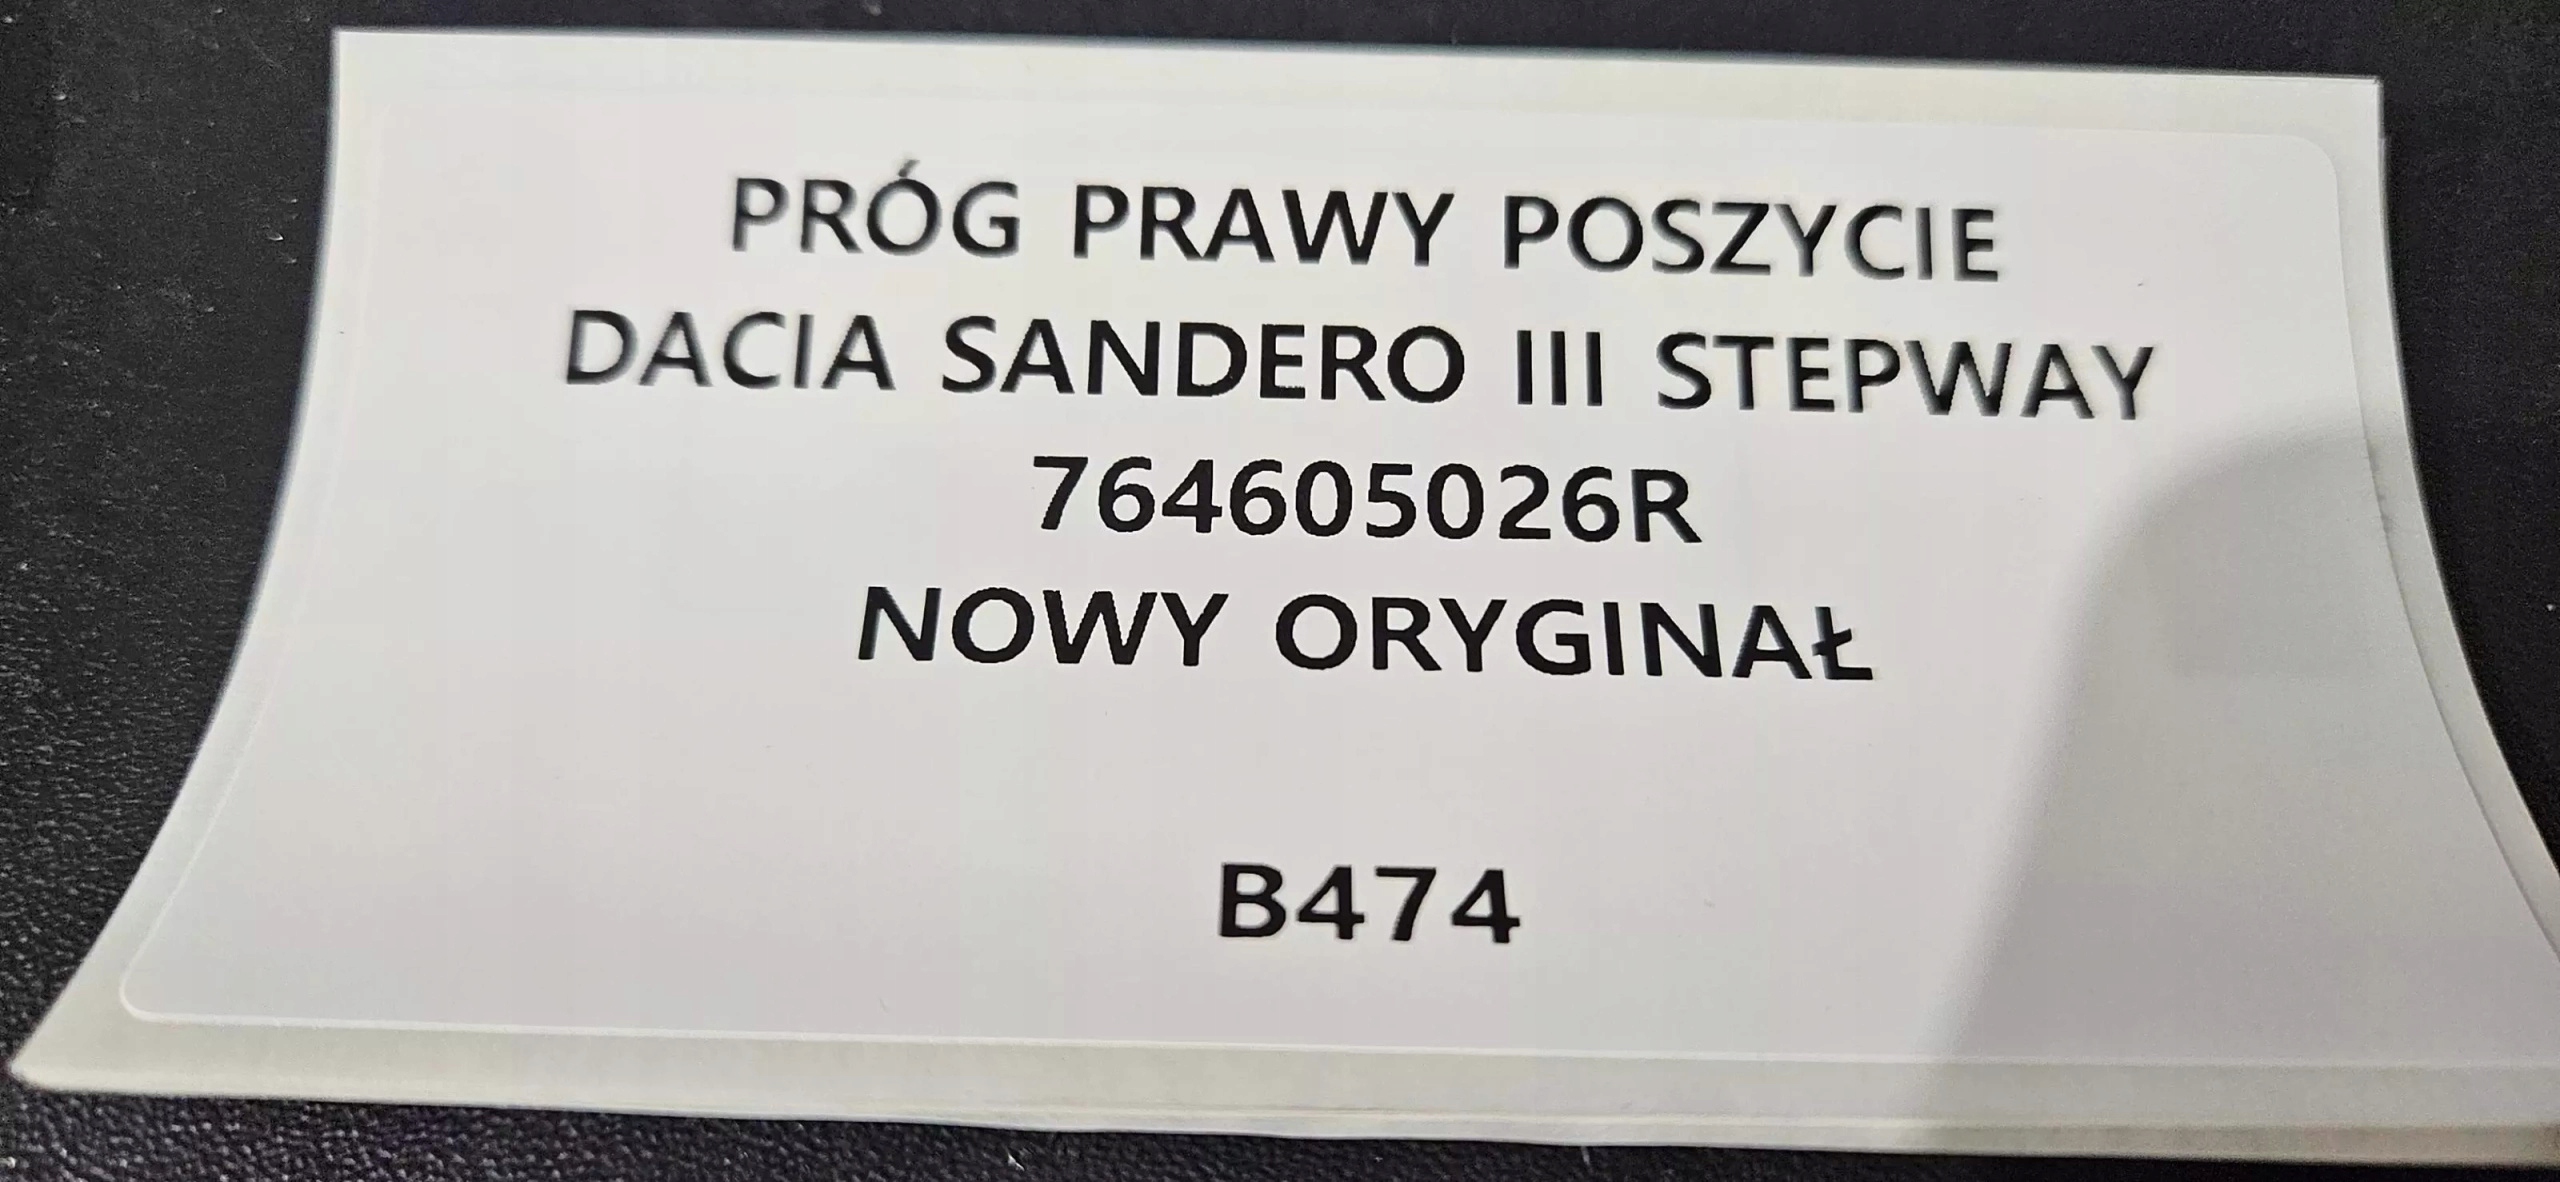 PRÓG PRAWY POSZYCIE
DACIA SANDERO III STEPWAY
764605026R
NOWY ORYGINAŁ
B474